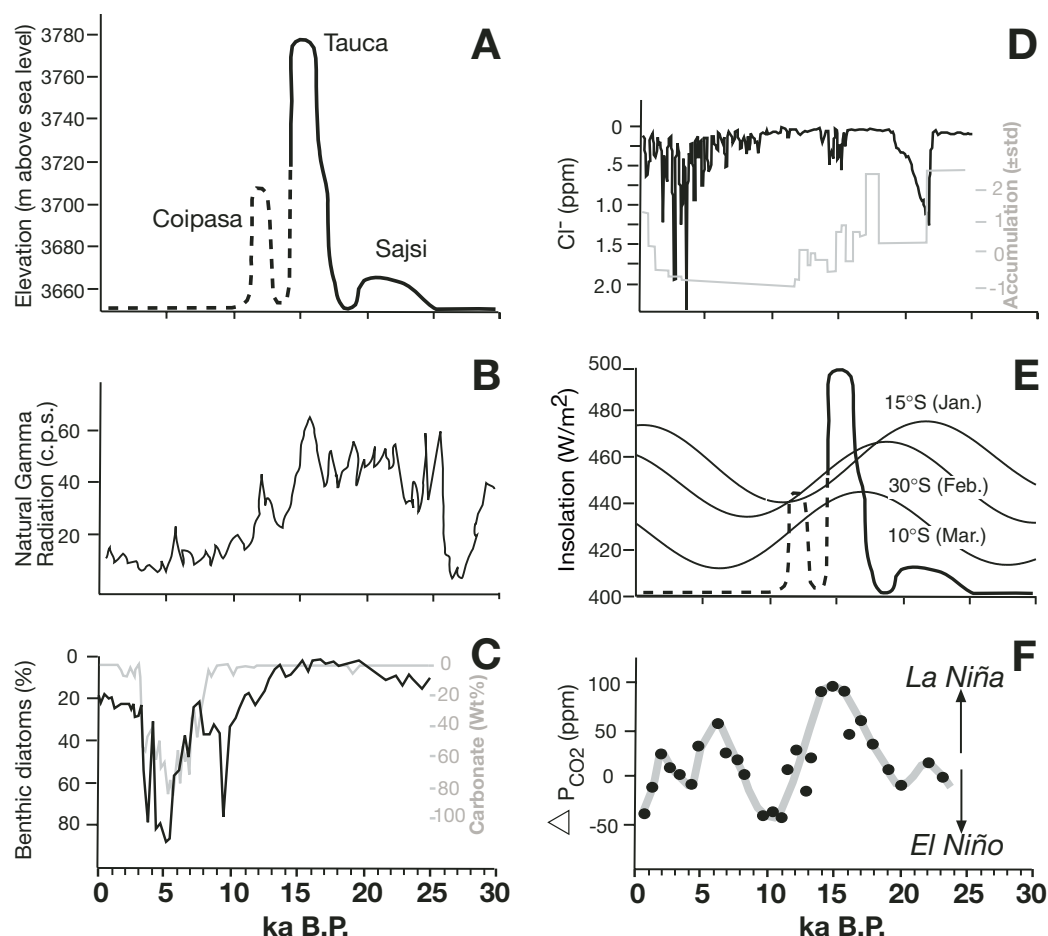 A
Elevation (m above sea level)
3780
3760
3740
3720
3700
3680
3660
Tauca
Coipasa
Sajsi
B
Natural Gamma
Radiation (c.p.s.)
60
40
20
C
Benthic diatoms (%)
0
20
40
60
80
0
-20
-40
-60
-80
-100
Carbonate (Wt%)
0 5 10 15 20 25 30
ka B.P.
D
Cl⁻ (ppm)
0
.5
.5
1.0
1.5
2.0
2
1
0
-1
Accumulation (±std)
E
Insolation (W/m²)
500
480
460
440
420
400
15°S (Jan.)
30°S (Feb.)
10°S (Mar.)
F
△ PCO2 (ppm)
100
50
0
-50
La Niña
El Niño
0 5 10 15 20 25 30
ka B.P.